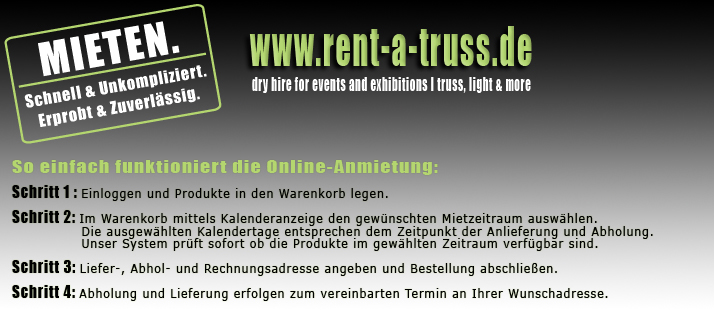 MIETEN.
Schnell & Unkompliziert.
Erprobt & Zuverlässig.
www.rent-a-truss.de
dry hire for events and exhibitions I truss, light & more
So einfach funktioniert die Online-Anmietung:
Schritt 1 : Einloggen und Produkte in den Warenkorb legen.
Schritt 2: Im Warenkorb mittels Kalenderanzeige den gewünschten Mietzeitraum auswählen.
Die ausgewählten Kalendertage entsprechen dem Zeitpunkt der Anlieferung und Abholung.
Unser System prüft sofort ob die Produkte im gewählten Zeitraum verfügbar sind.
Schritt 3: Liefer-, Abhol- und Rechnungsadresse angeben und Bestellung abschließen.
Schritt 4: Abholung und Lieferung erfolgen zum vereinbarten Termin an Ihrer Wunschadresse.